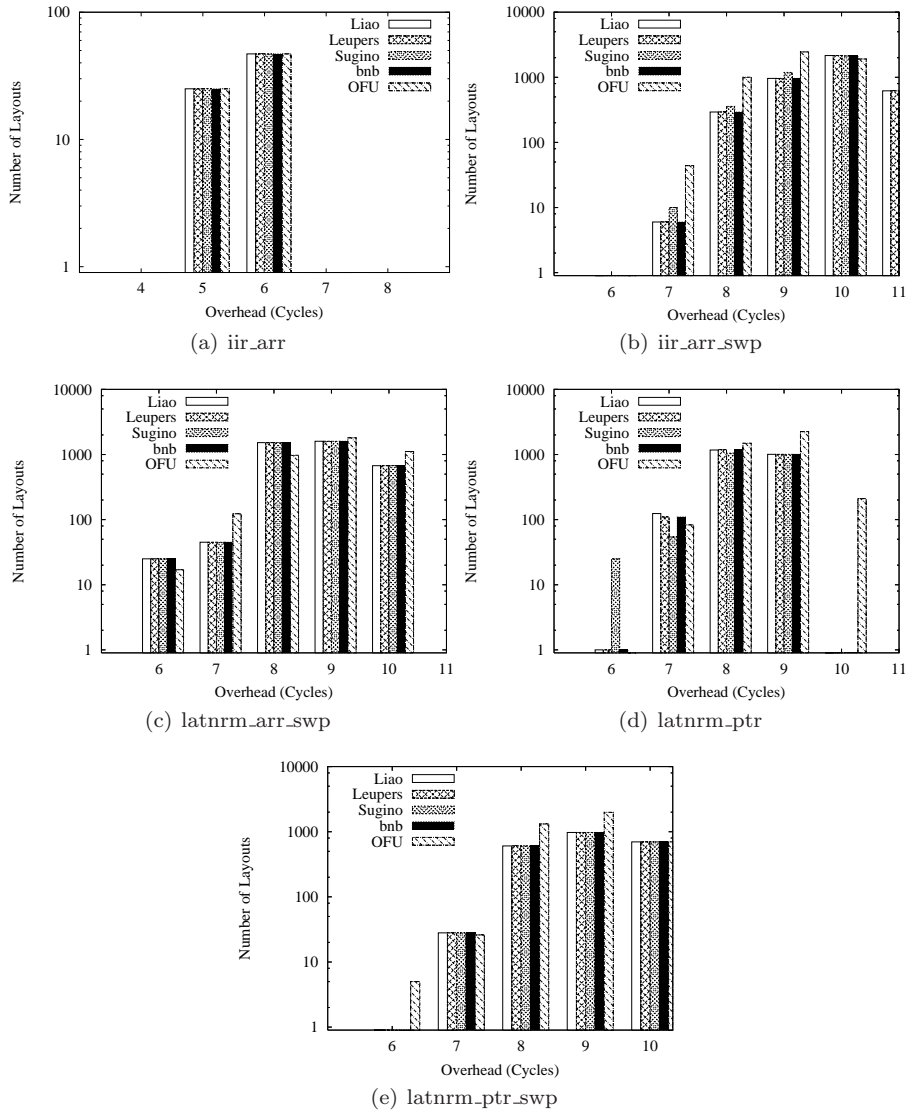 100
10
1
Number of Layouts
Liao
Leupers
Sugino
bnb
OFU
4 5 6 7 8
Overhead (Cycles)
(a) iir_arr
10000
1000
100
10
1
Number of Layouts
Liao
Leupers
Sugino
bnb
OFU
6 7 8 9 10 11
Overhead (Cycles)
(b) iir_arr_swp
10000
1000
100
10
1
Number of Layouts
Liao
Leupers
Sugino
bnb
OFU
6 7 8 9 10 11
Overhead (Cycles)
(c) latnrm_arr_swp
10000
1000
100
10
1
Number of Layouts
Liao
Leupers
Sugino
bnb
OFU
6 7 8 9 10 11
Overhead (Cycles)
(d) latnrm_ptr
10000
1000
100
10
1
Number of Layouts
Liao
Leupers
Sugino
bnb
OFU
6 7 8 9 10
Overhead (Cycles)
(e) latnrm_ptr_swp